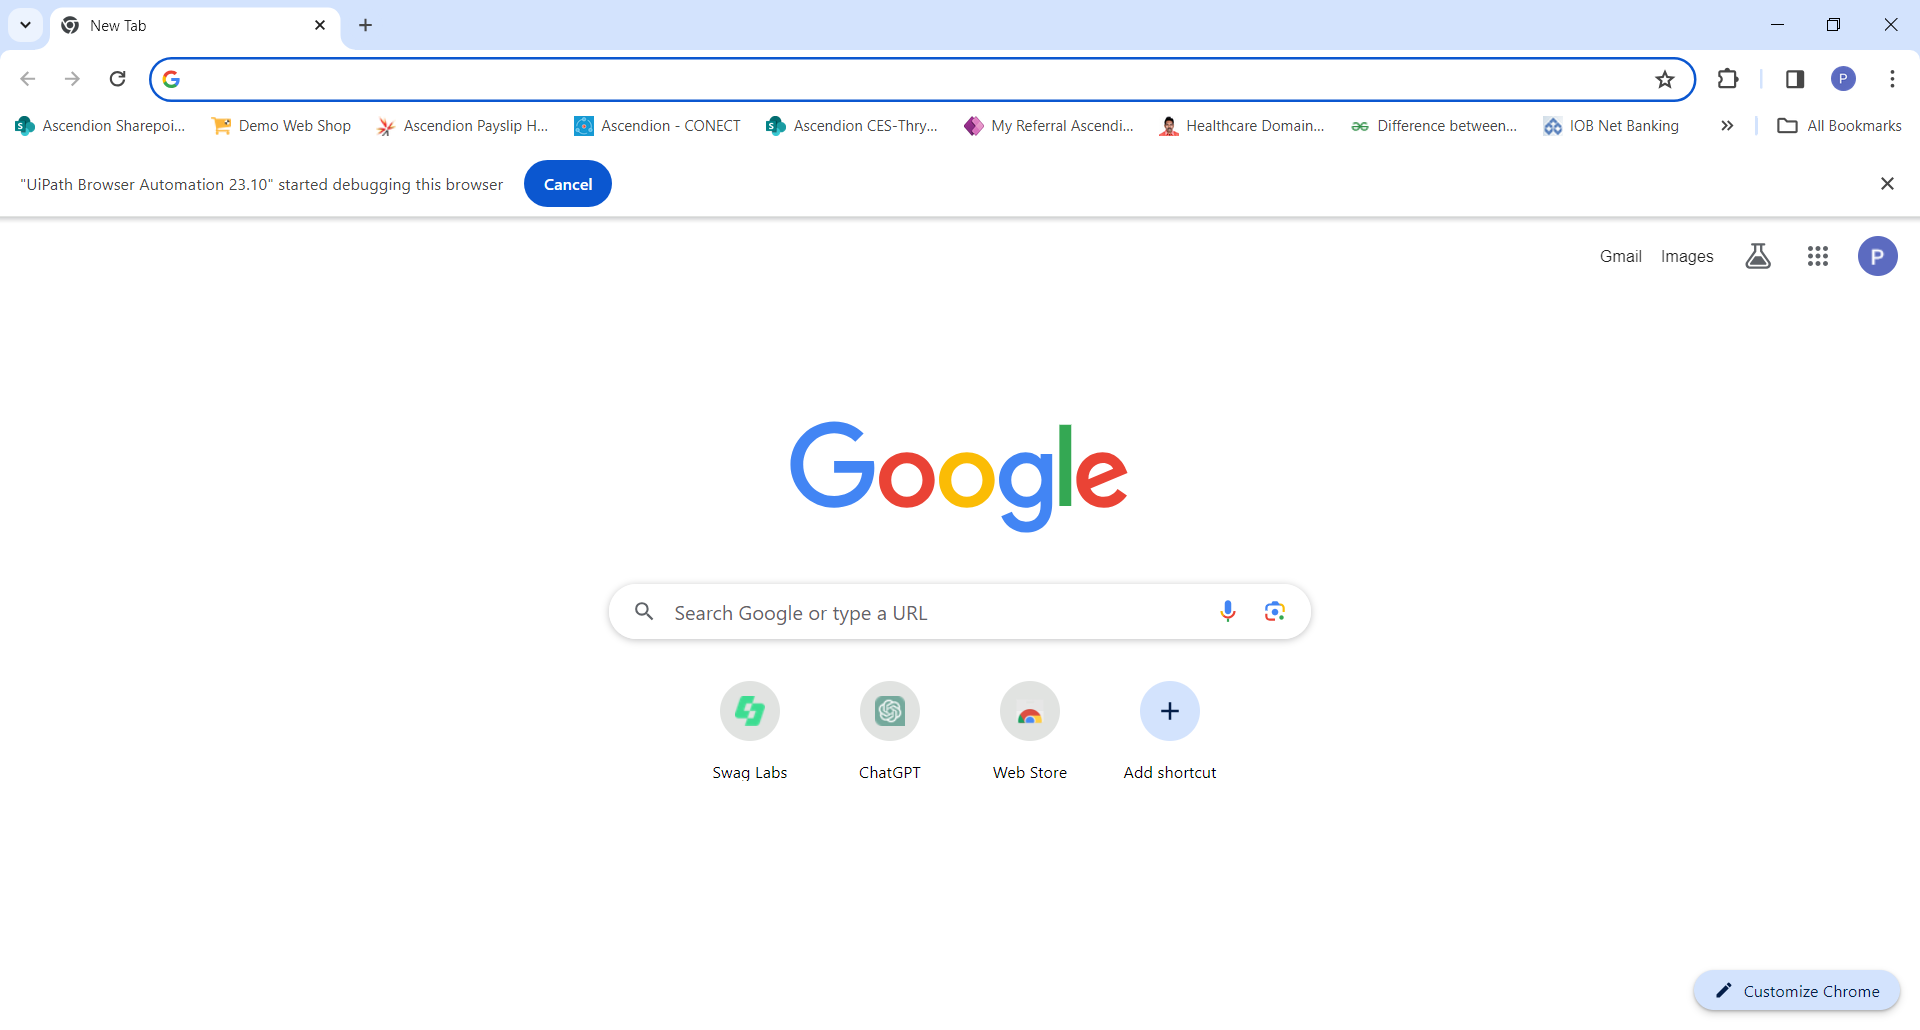 New Tab
Ascendion Sharepoi...
Demo Web Shop
Ascendion Payslip H...
Ascendion - CONECT
Ascendion CES-Thry...
My Referral Ascendi...
Healthcare Domain...
Difference between...
IOB Net Banking
All Bookmarks
"UiPath Browser Automation 23.10" started debugging this browser
Cancel
Gmail
Images
P
P
Google
Search Google or type a URL
Swag Labs
ChatGPT
Web Store
Add shortcut
Customize Chrome